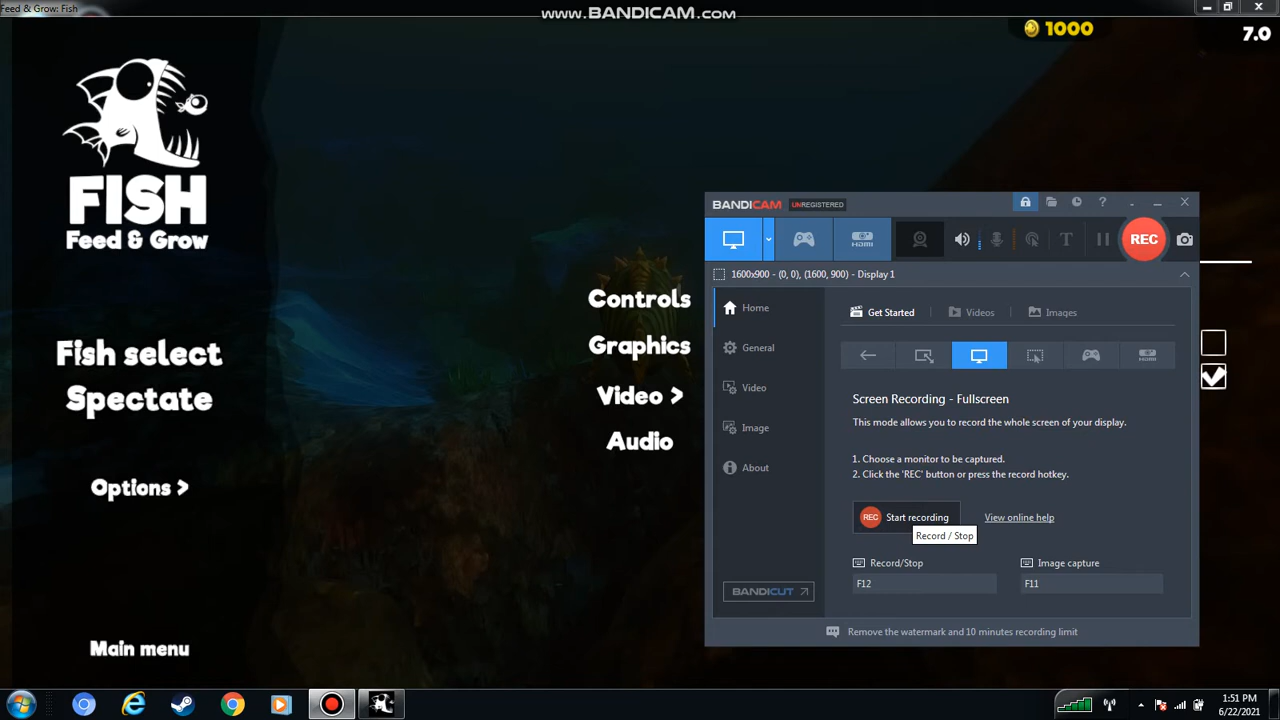 Feed & Grow: Fish
www.BANDICAM.com
1000
7.0
FISH
Feed & Grow
Fish select
Spectate
Options >
Main menu
Controls
Graphics
Video >
Audio
BANDICAM UNREGISTERED
HDMI
T
REC
1600x900 - (0, 0), (1600, 900) - Display 1
Home
General
Video
Image
About
BANDICUT
Get Started
Videos
Images
HDMI
Screen Recording - Fullscreen
This mode allows you to record the whole screen of your display.
1. Choose a monitor to be captured.
2. Click the 'REC' button or press the record hotkey.
REC Start recording
View online help
Record / Stop
Record/Stop
Image capture
F12
F11
Remove the watermark and 10 minutes recording limit
1:51 PM
6/22/2021